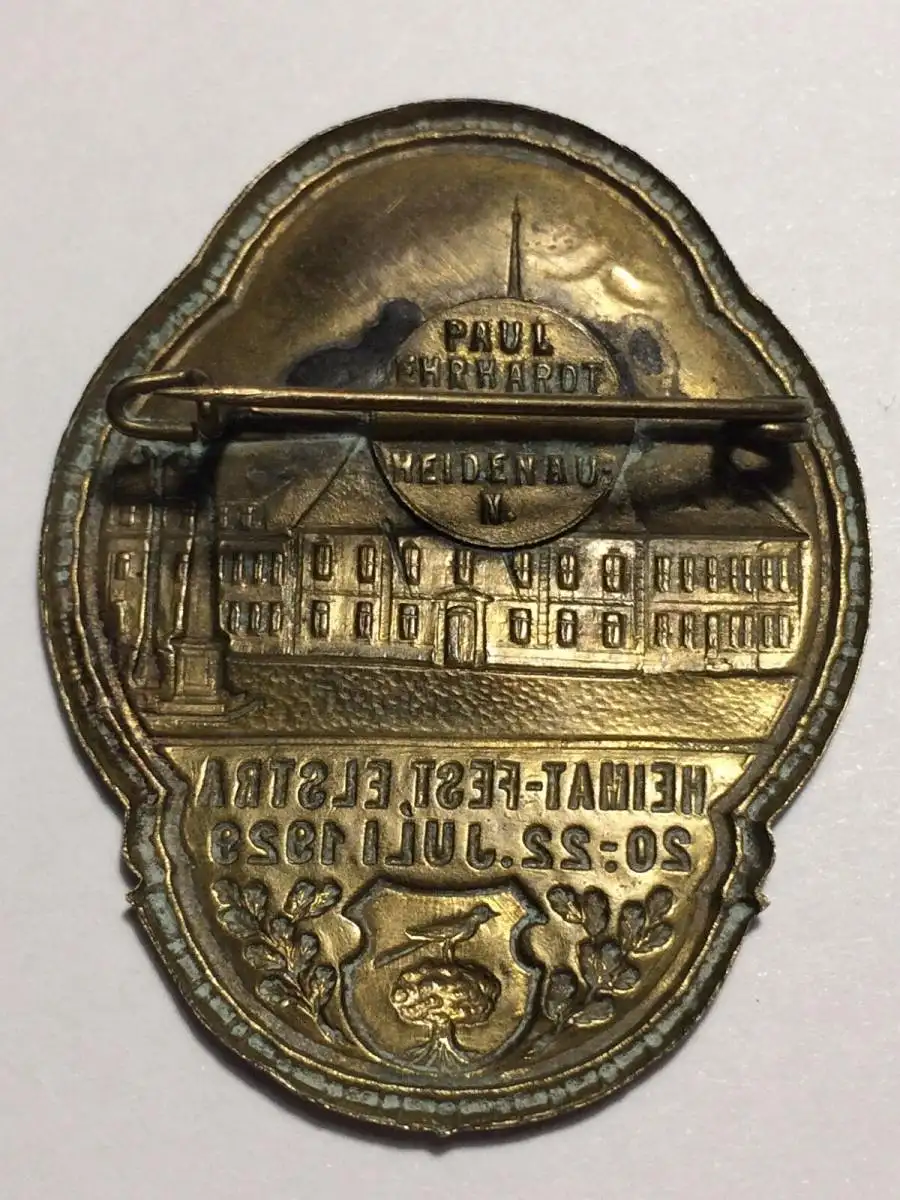 PAUL
EHRHARDT
HEIDENAU-
N.
HEIMAT-FEST, ELSTRA
20:-22. JULI 1929